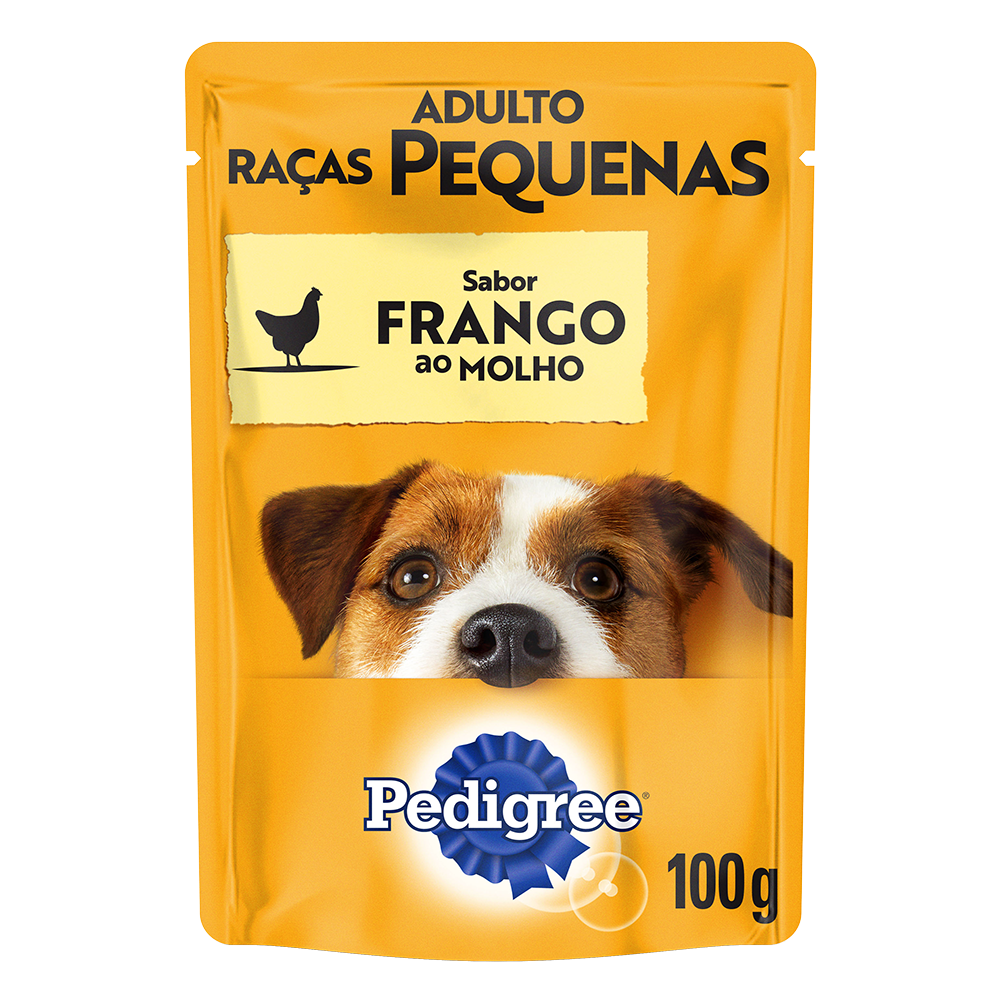 ADULTO
RAÇAS PEQUENAS
Sabor
FRANGO
ao MOLHO
Pedigree®
100g